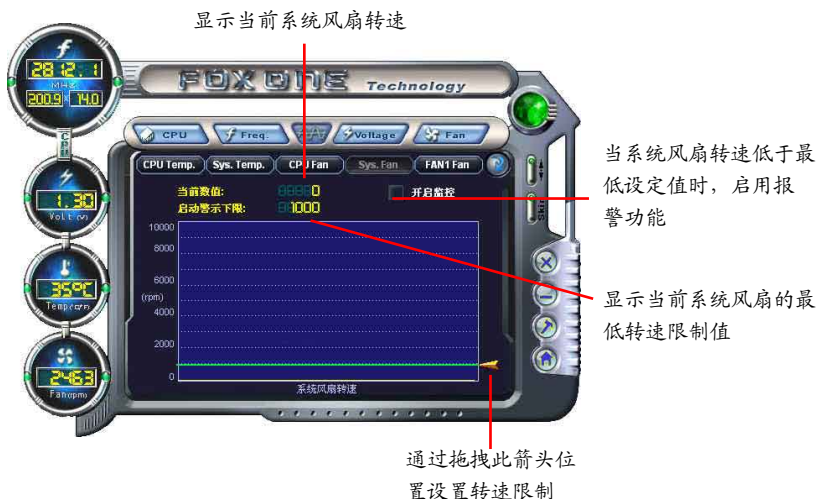 显示当前系统风扇转速
2812.1
MHz
200.9 x 14.0
FOX ONE Technology
CPU
CPU Freq. Voltage Fan
CPU Temp. Sys. Temp. CPU Fan Sys. Fan FAN1 Fan ?
当前数值: 0 开启监控
启动警示下限: 1000
1.30
Volt.(V)
10000
8000
6000
(rpm)
4000
2000
0
系统风扇转速
35°C
Temp(C/F)
2463
Fan(rpm)
Skin
当系统风扇转速低于最
低设定值时，启用报
警功能
显示当前系统风扇的最
低转速限制值
通过拖拽此箭头位
置设置转速限制